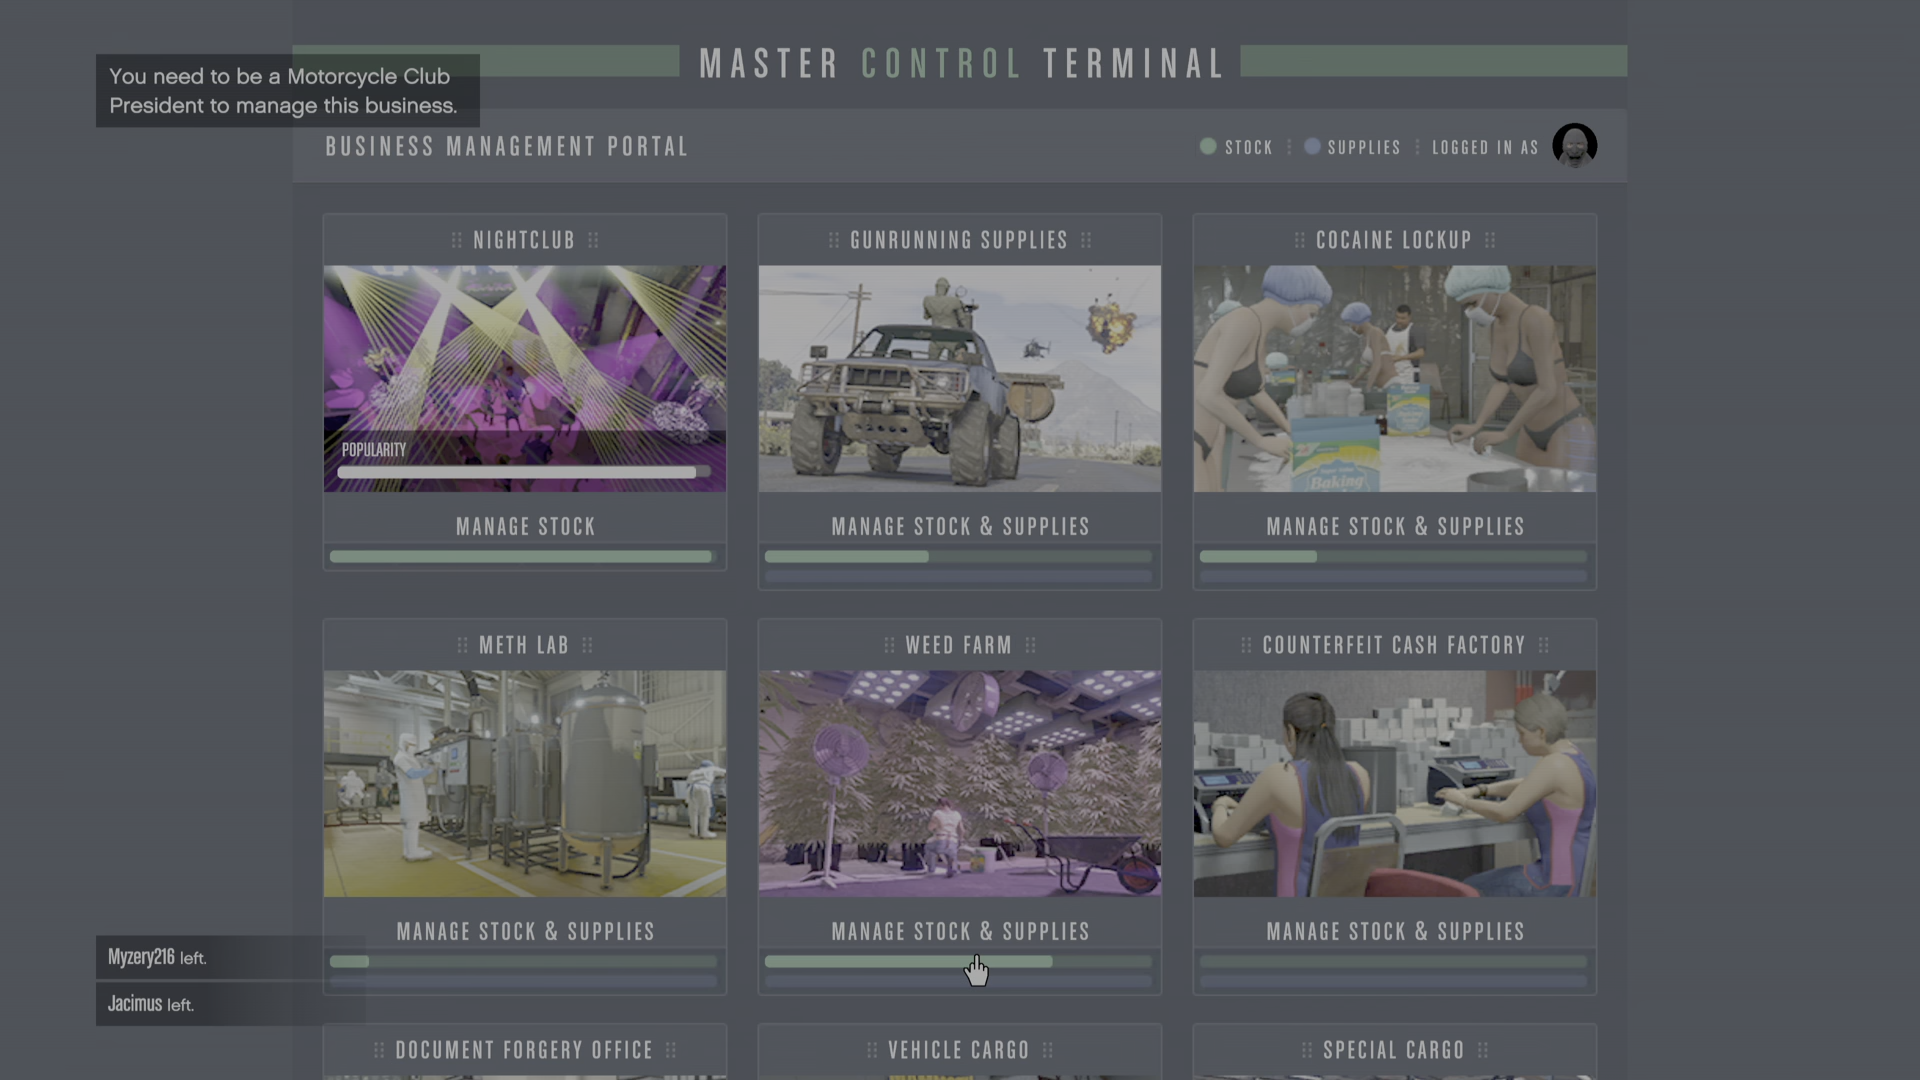 You need to be a Motorcycle Club
President to manage this business.
MASTER CONTROL TERMINAL
BUSINESS MANAGEMENT PORTAL
STOCK
SUPPLIES
LOGGED IN AS
NIGHTCLUB
GUNRUNNING SUPPLIES
COCAINE LOCKUP
POPULARITY
Baking
MANAGE STOCK
MANAGE STOCK & SUPPLIES
MANAGE STOCK & SUPPLIES
METH LAB
WEED FARM
COUNTERFEIT CASH FACTORY
MANAGE STOCK & SUPPLIES
MANAGE STOCK & SUPPLIES
MANAGE STOCK & SUPPLIES
Myzery216 left.
Jacimus left.
DOCUMENT FORGERY OFFICE
VEHICLE CARGO
SPECIAL CARGO